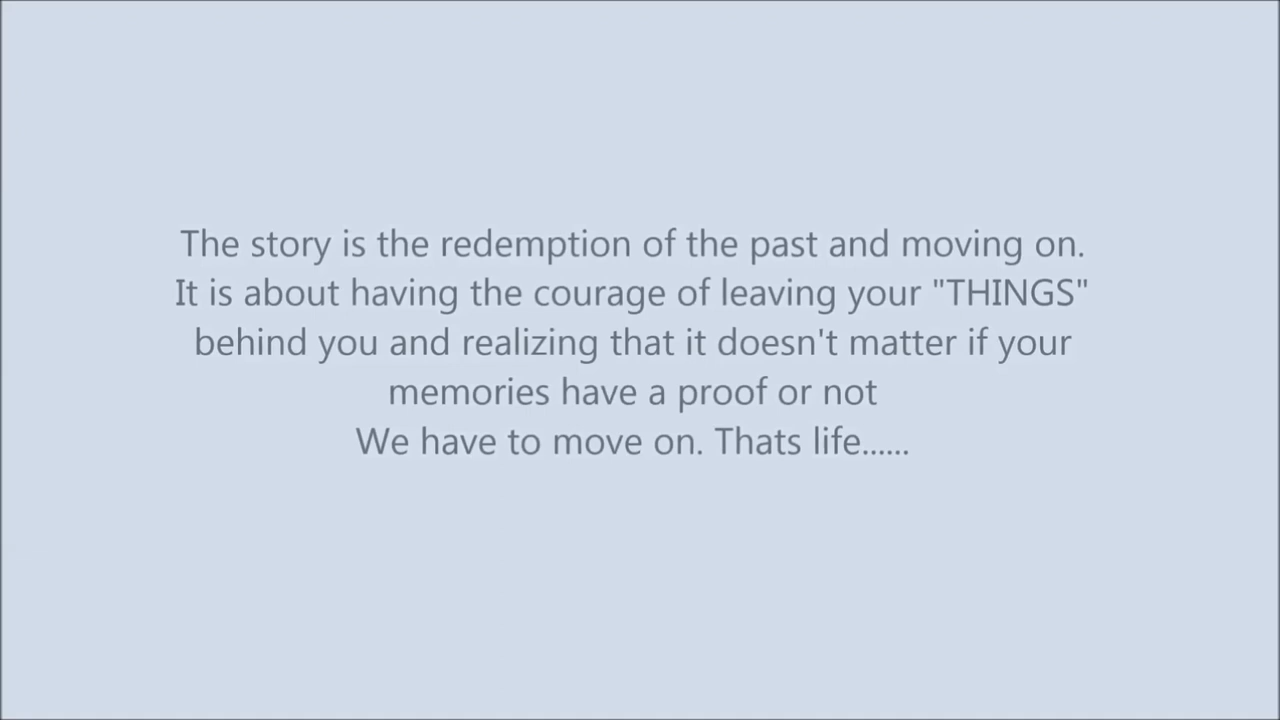 The story is the redemption of the past and moving on.
It is about having the courage of leaving your "THINGS"
behind you and realizing that it doesn't matter if your
memories have a proof or not
We have to move on. Thats life......